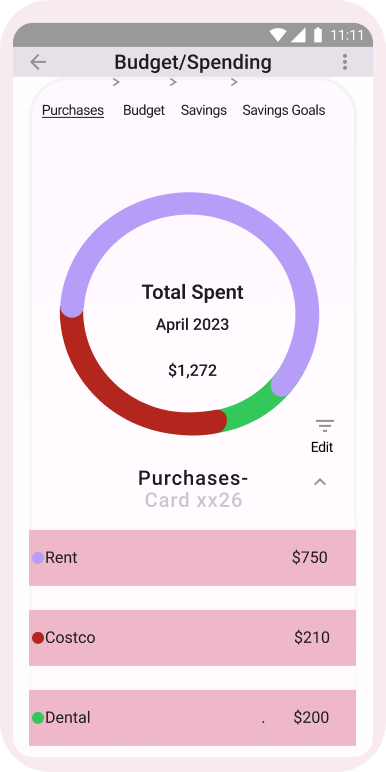 11:11
Budget/Spending
Purchases Budget Savings Savings Goals
Total Spent
April 2023
$1,272
Edit
Purchases-
Card xx26
Rent $750
Costco $210
Dental . $200